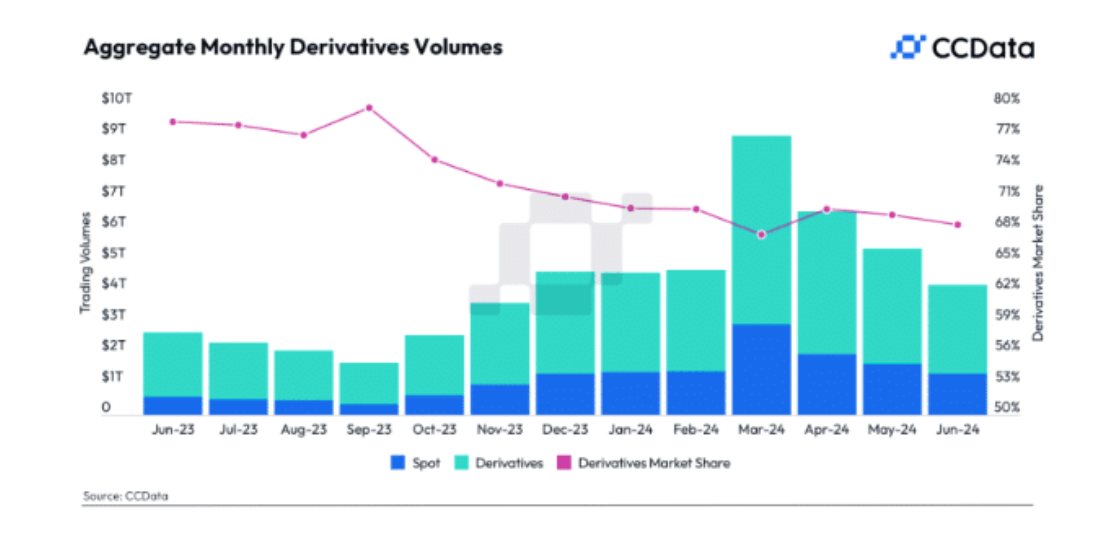 Aggregate Monthly Derivatives Volumes
CCData
$10T
$9T
$8T
$7T
$6T
$5T
$4T
$3T
$2T
$1T
0
Trading Volumes
80%
77%
74%
71%
68%
65%
62%
59%
56%
53%
50%
Derivatives Market Share
Jun-23 Jul-23 Aug-23 Sep-23 Oct-23 Nov-23 Dec-23 Jan-24 Feb-24 Mar-24 Apr-24 May-24 Jun-24
Spot Derivatives Derivatives Market Share
Source: CCData